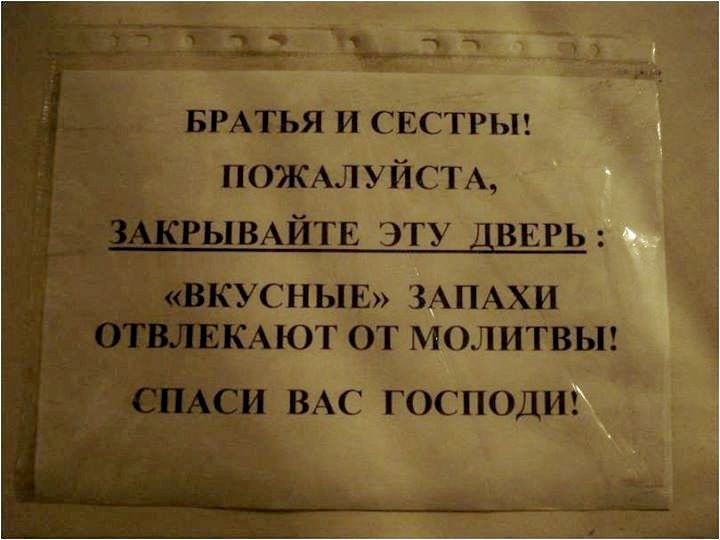 БРАТЬЯ И СЕСТРЫ!
ПОЖАЛУЙСТА,
ЗАКРЫВАЙТЕ ЭТУ ДВЕРЬ :
«ВКУСНЫЕ» ЗАПАХИ
ОТВЛЕКАЮТ ОТ МОЛИТВЫ!
СПАСИ ВАС ГОСПОДИ!